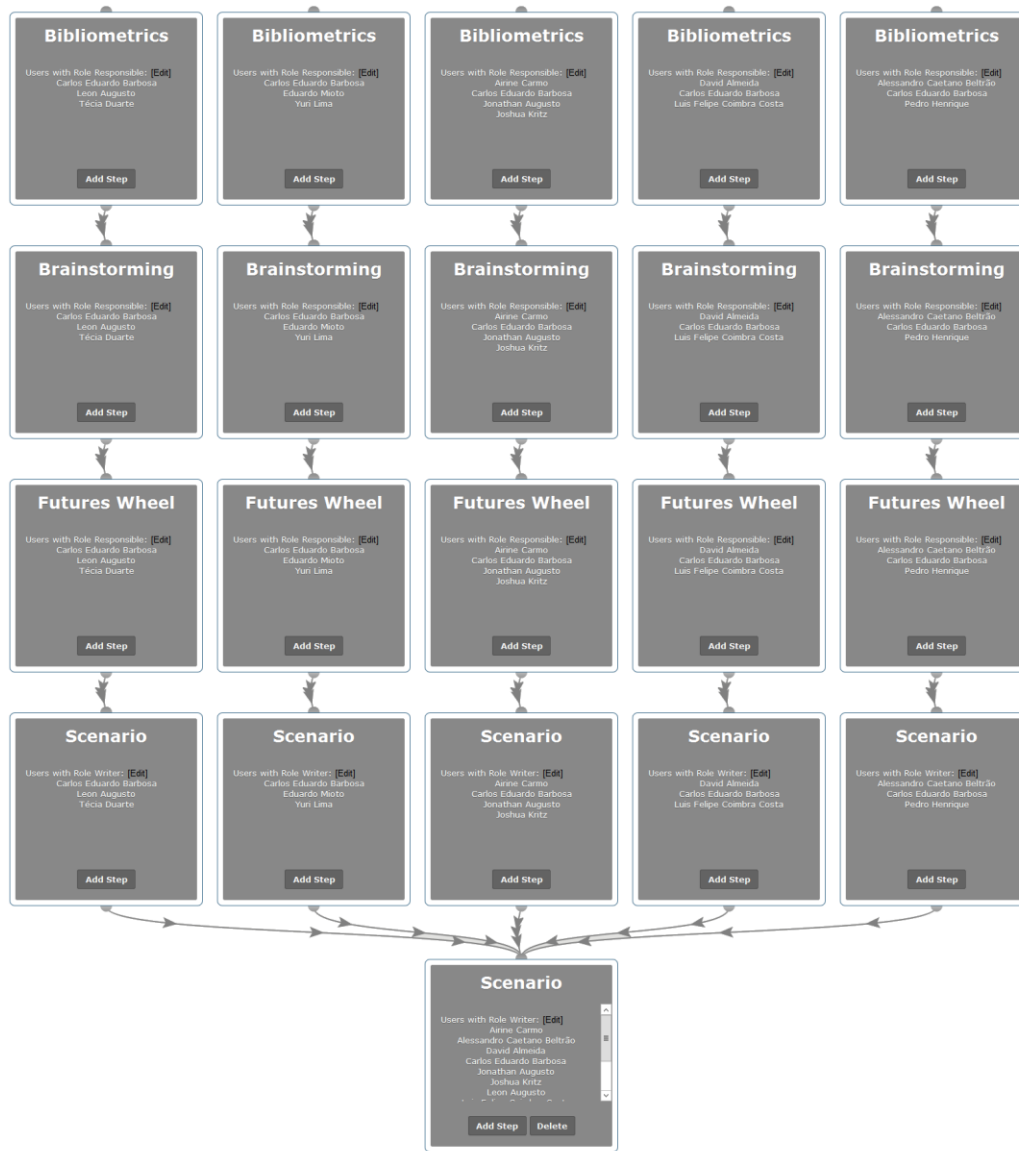 Bibliometrics
Users with Role Responsible: [Edit]
Carlos Eduardo Barbosa
Leon Augusto
Técia Duarte
Add Step
Bibliometrics
Users with Role Responsible: [Edit]
Carlos Eduardo Barbosa
Eduardo Mioto
Yuri Lima
Add Step
Bibliometrics
Users with Role Responsible: [Edit]
Airine Carmo
Carlos Eduardo Barbosa
Jonathan Augusto
Joshua Kritz
Add Step
Bibliometrics
Users with Role Responsible: [Edit]
David Almeida
Carlos Eduardo Barbosa
Luis Felipe Coimbra Costa
Add Step
Bibliometrics
Users with Role Responsible: [Edit]
Alessandro Caetano Beltrão
Carlos Eduardo Barbosa
Pedro Henrique
Add Step
Brainstorming
Users with Role Responsible: [Edit]
Carlos Eduardo Barbosa
Leon Augusto
Técia Duarte
Add Step
Brainstorming
Users with Role Responsible: [Edit]
Carlos Eduardo Barbosa
Eduardo Mioto
Yuri Lima
Add Step
Brainstorming
Users with Role Responsible: [Edit]
Airine Carmo
Carlos Eduardo Barbosa
Jonathan Augusto
Joshua Kritz
Add Step
Brainstorming
Users with Role Responsible: [Edit]
David Almeida
Carlos Eduardo Barbosa
Luis Felipe Coimbra Costa
Add Step
Brainstorming
Users with Role Responsible: [Edit]
Alessandro Caetano Beltrão
Carlos Eduardo Barbosa
Pedro Henrique
Add Step
Futures Wheel
Users with Role Responsible: [Edit]
Carlos Eduardo Barbosa
Leon Augusto
Técia Duarte
Add Step
Futures Wheel
Users with Role Responsible: [Edit]
Carlos Eduardo Barbosa
Eduardo Mioto
Yuri Lima
Add Step
Futures Wheel
Users with Role Responsible: [Edit]
Airine Carmo
Carlos Eduardo Barbosa
Jonathan Augusto
Joshua Kritz
Add Step
Futures Wheel
Users with Role Responsible: [Edit]
David Almeida
Carlos Eduardo Barbosa
Luis Felipe Coimbra Costa
Add Step
Futures Wheel
Users with Role Responsible: [Edit]
Alessandro Caetano Beltrão
Carlos Eduardo Barbosa
Pedro Henrique
Add Step
Scenario
Users with Role Writer: [Edit]
Carlos Eduardo Barbosa
Leon Augusto
Técia Duarte
Add Step
Scenario
Users with Role Writer: [Edit]
Carlos Eduardo Barbosa
Eduardo Mioto
Yuri Lima
Add Step
Scenario
Users with Role Writer: [Edit]
Airine Carmo
Carlos Eduardo Barbosa
Jonathan Augusto
Joshua Kritz
Add Step
Scenario
Users with Role Writer: [Edit]
David Almeida
Carlos Eduardo Barbosa
Luis Felipe Coimbra Costa
Add Step
Scenario
Users with Role Writer: [Edit]
Alessandro Caetano Beltrão
Carlos Eduardo Barbosa
Pedro Henrique
Add Step
Scenario
Users with Role Writer: [Edit]
Airine Carmo
Alessandro Caetano Beltrão
David Almeida
Carlos Eduardo Barbosa
Jonathan Augusto
Joshua Kritz
Leon Augusto
Add Step
Delete